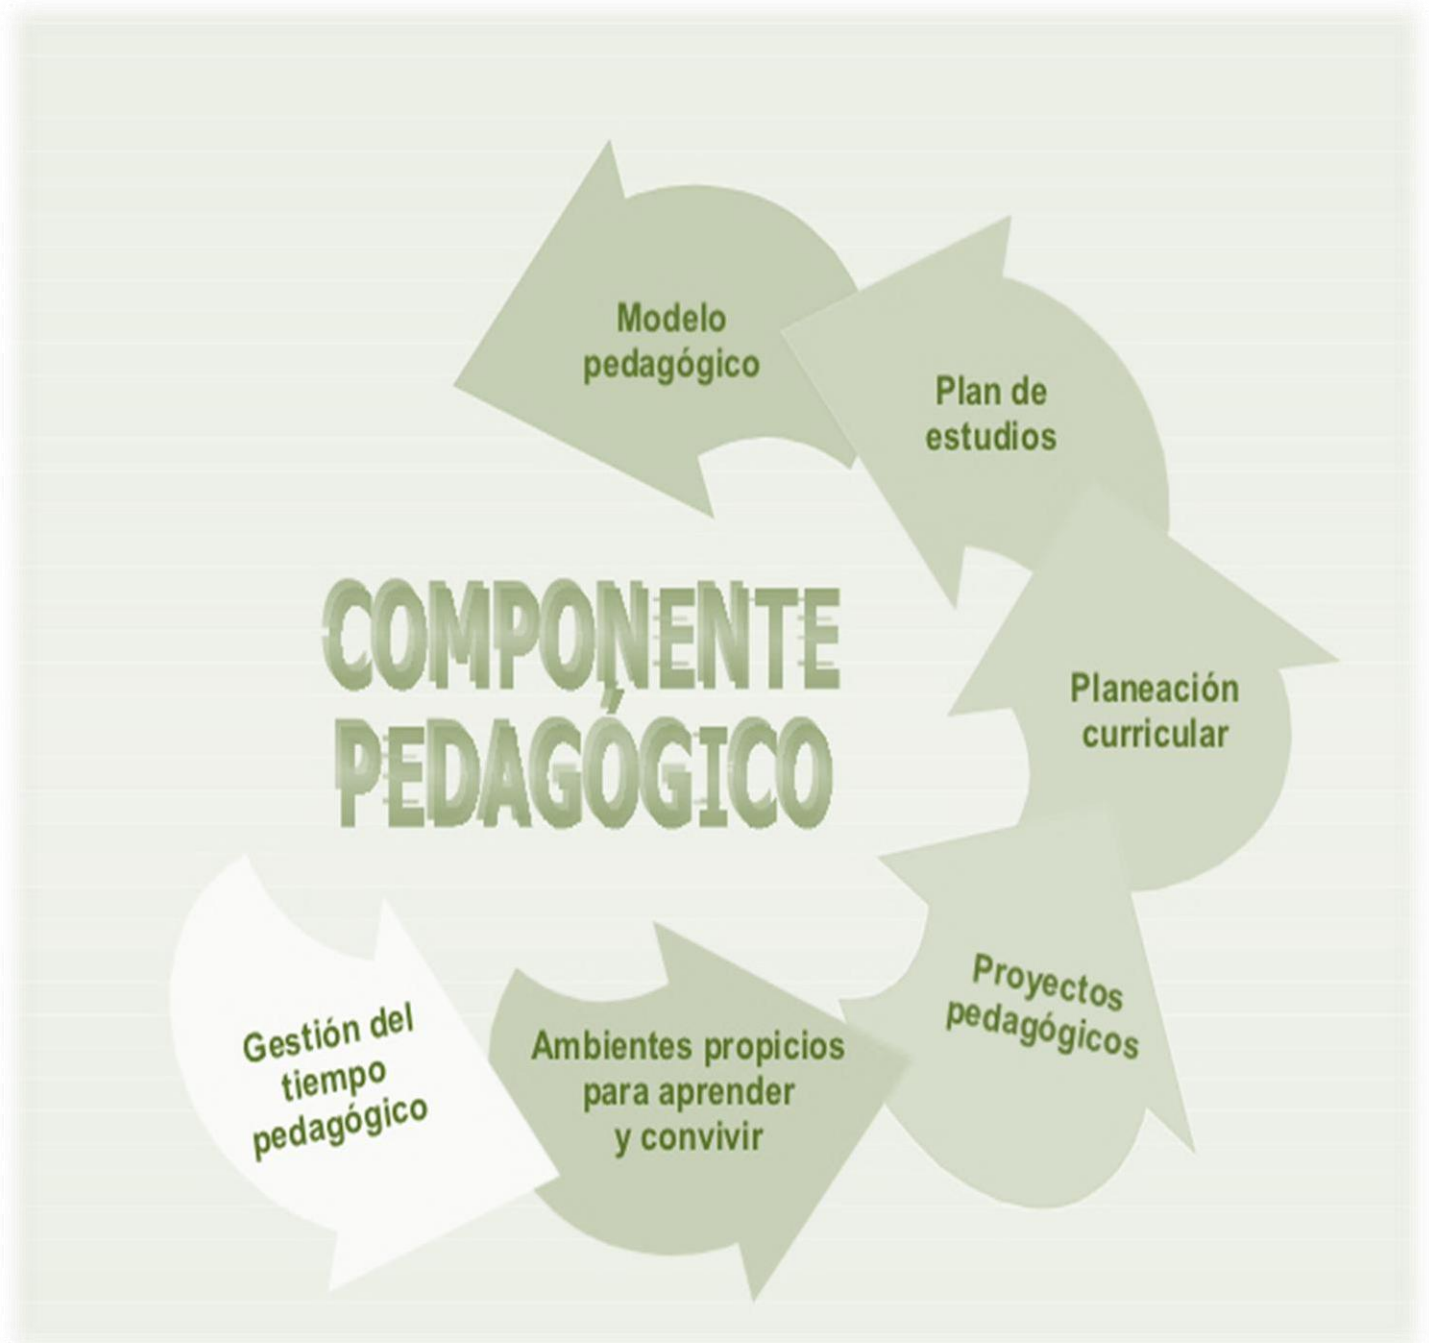 Modelo
pedagógico
Plan de
estudios
COMPONENTE
PEDAGÓGICO
Planeación
curricular
Proyectos
pedagógicos
Ambientes propicios
para aprender
y convivir
Gestión del
tiempo
pedagógico